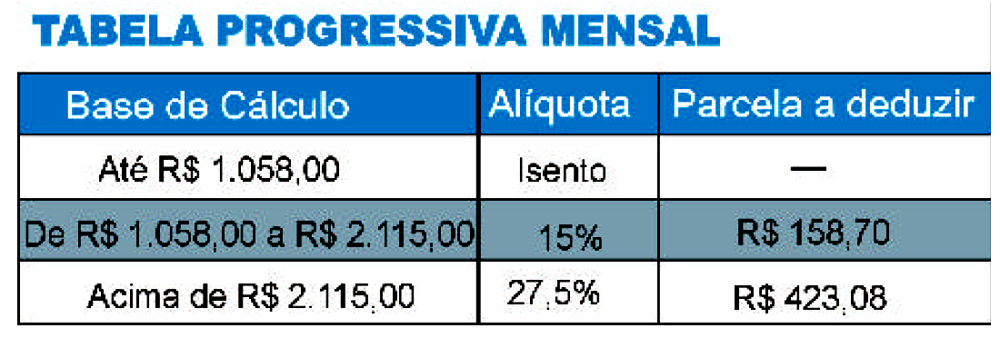 TABELA PROGRESSIVA MENSAL
Base de Cálculo Alíquota Parcela a deduzir
Até R$ 1.058,00 Isento —
De R$ 1.058,00 a R$ 2.115,00 15% R$ 158,70
Acima de R$ 2.115,00 27,5% R$ 423,08